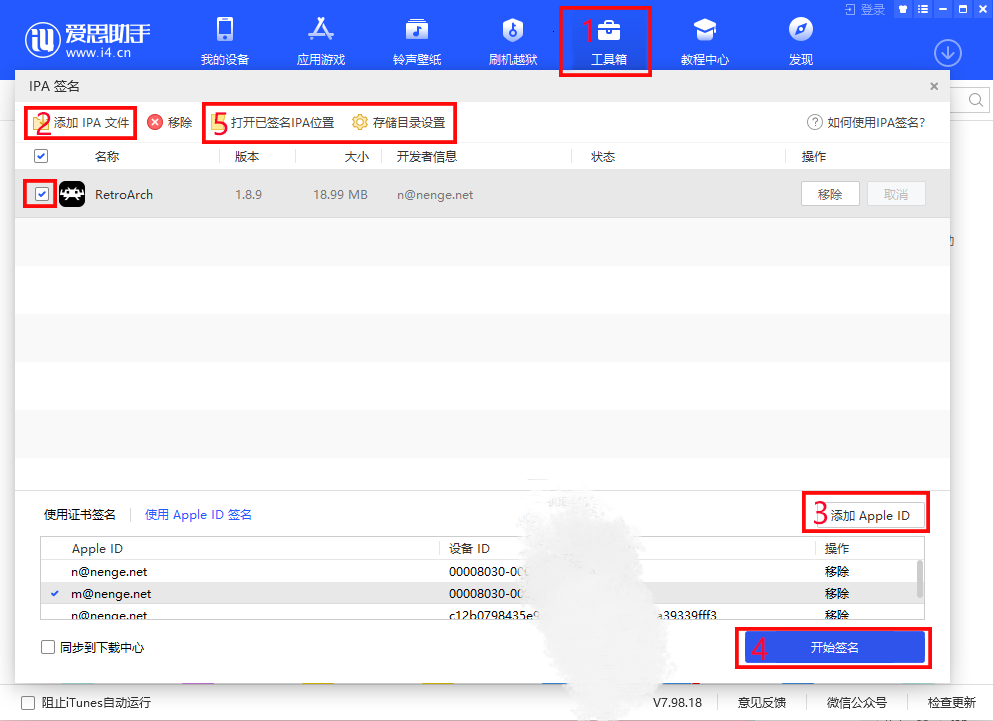 爱思助手
www.i4.cn
我的设备
应用游戏
铃声壁纸
刷机越狱
1
工具箱
教程中心
发现
登录
IPA 签名
2 添加 IPA 文件
移除
5 打开已签名IPA位置
存储目录设置
如何使用IPA签名?
名称 版本 大小 开发者信息 状态 操作
RetroArch 1.8.9 18.99 MB n@nenge.net 移除 取消
使用证书签名 使用 Apple ID 签名
3 添加 Apple ID
Apple ID 设备 ID 操作
n@nenge.net 00008030-00 移除
m@nenge.net 00008030-00 移除
n@nenge.net c12b0798435e9 a39339fff3 移除
同步到下载中心
4 开始签名
阻止iTunes自动运行
V7.98.18
意见反馈
微信公众号
检查更新